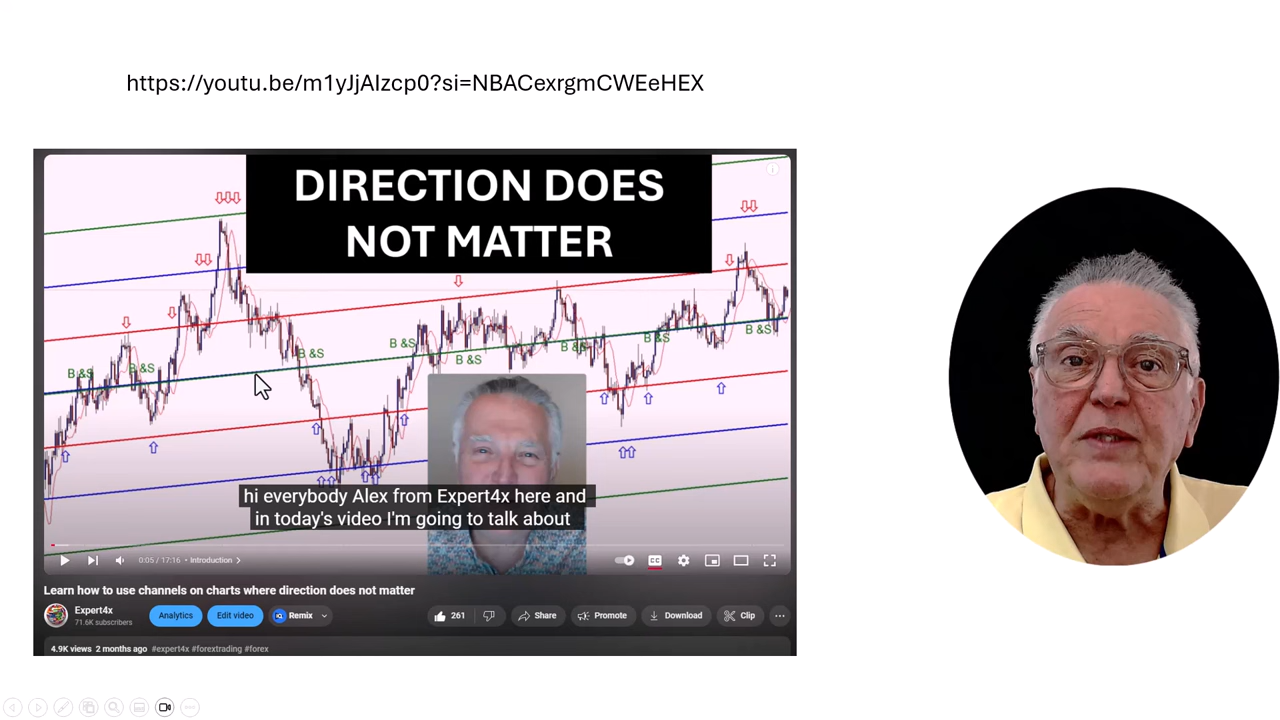 https://youtu.be/m1yJjAIzcp0?si=NBACexrgmCWEeHEX
DIRECTION DOES
NOT MATTER
B &S
B &S
B &S
B &S
B &S
B &S
B &S
B &S
hi everybody Alex from Expert4x here and
in today's video I'm going to talk about
0:05 / 17:16 • Introduction >
CC
Learn how to use channels on charts where direction does not matter
Expert4x
71.6K subscribers
Analytics
Edit video
Remix
261
Share
Promote
Download
Clip
4.9K views 2 months ago #expert4x #forextrading #forex